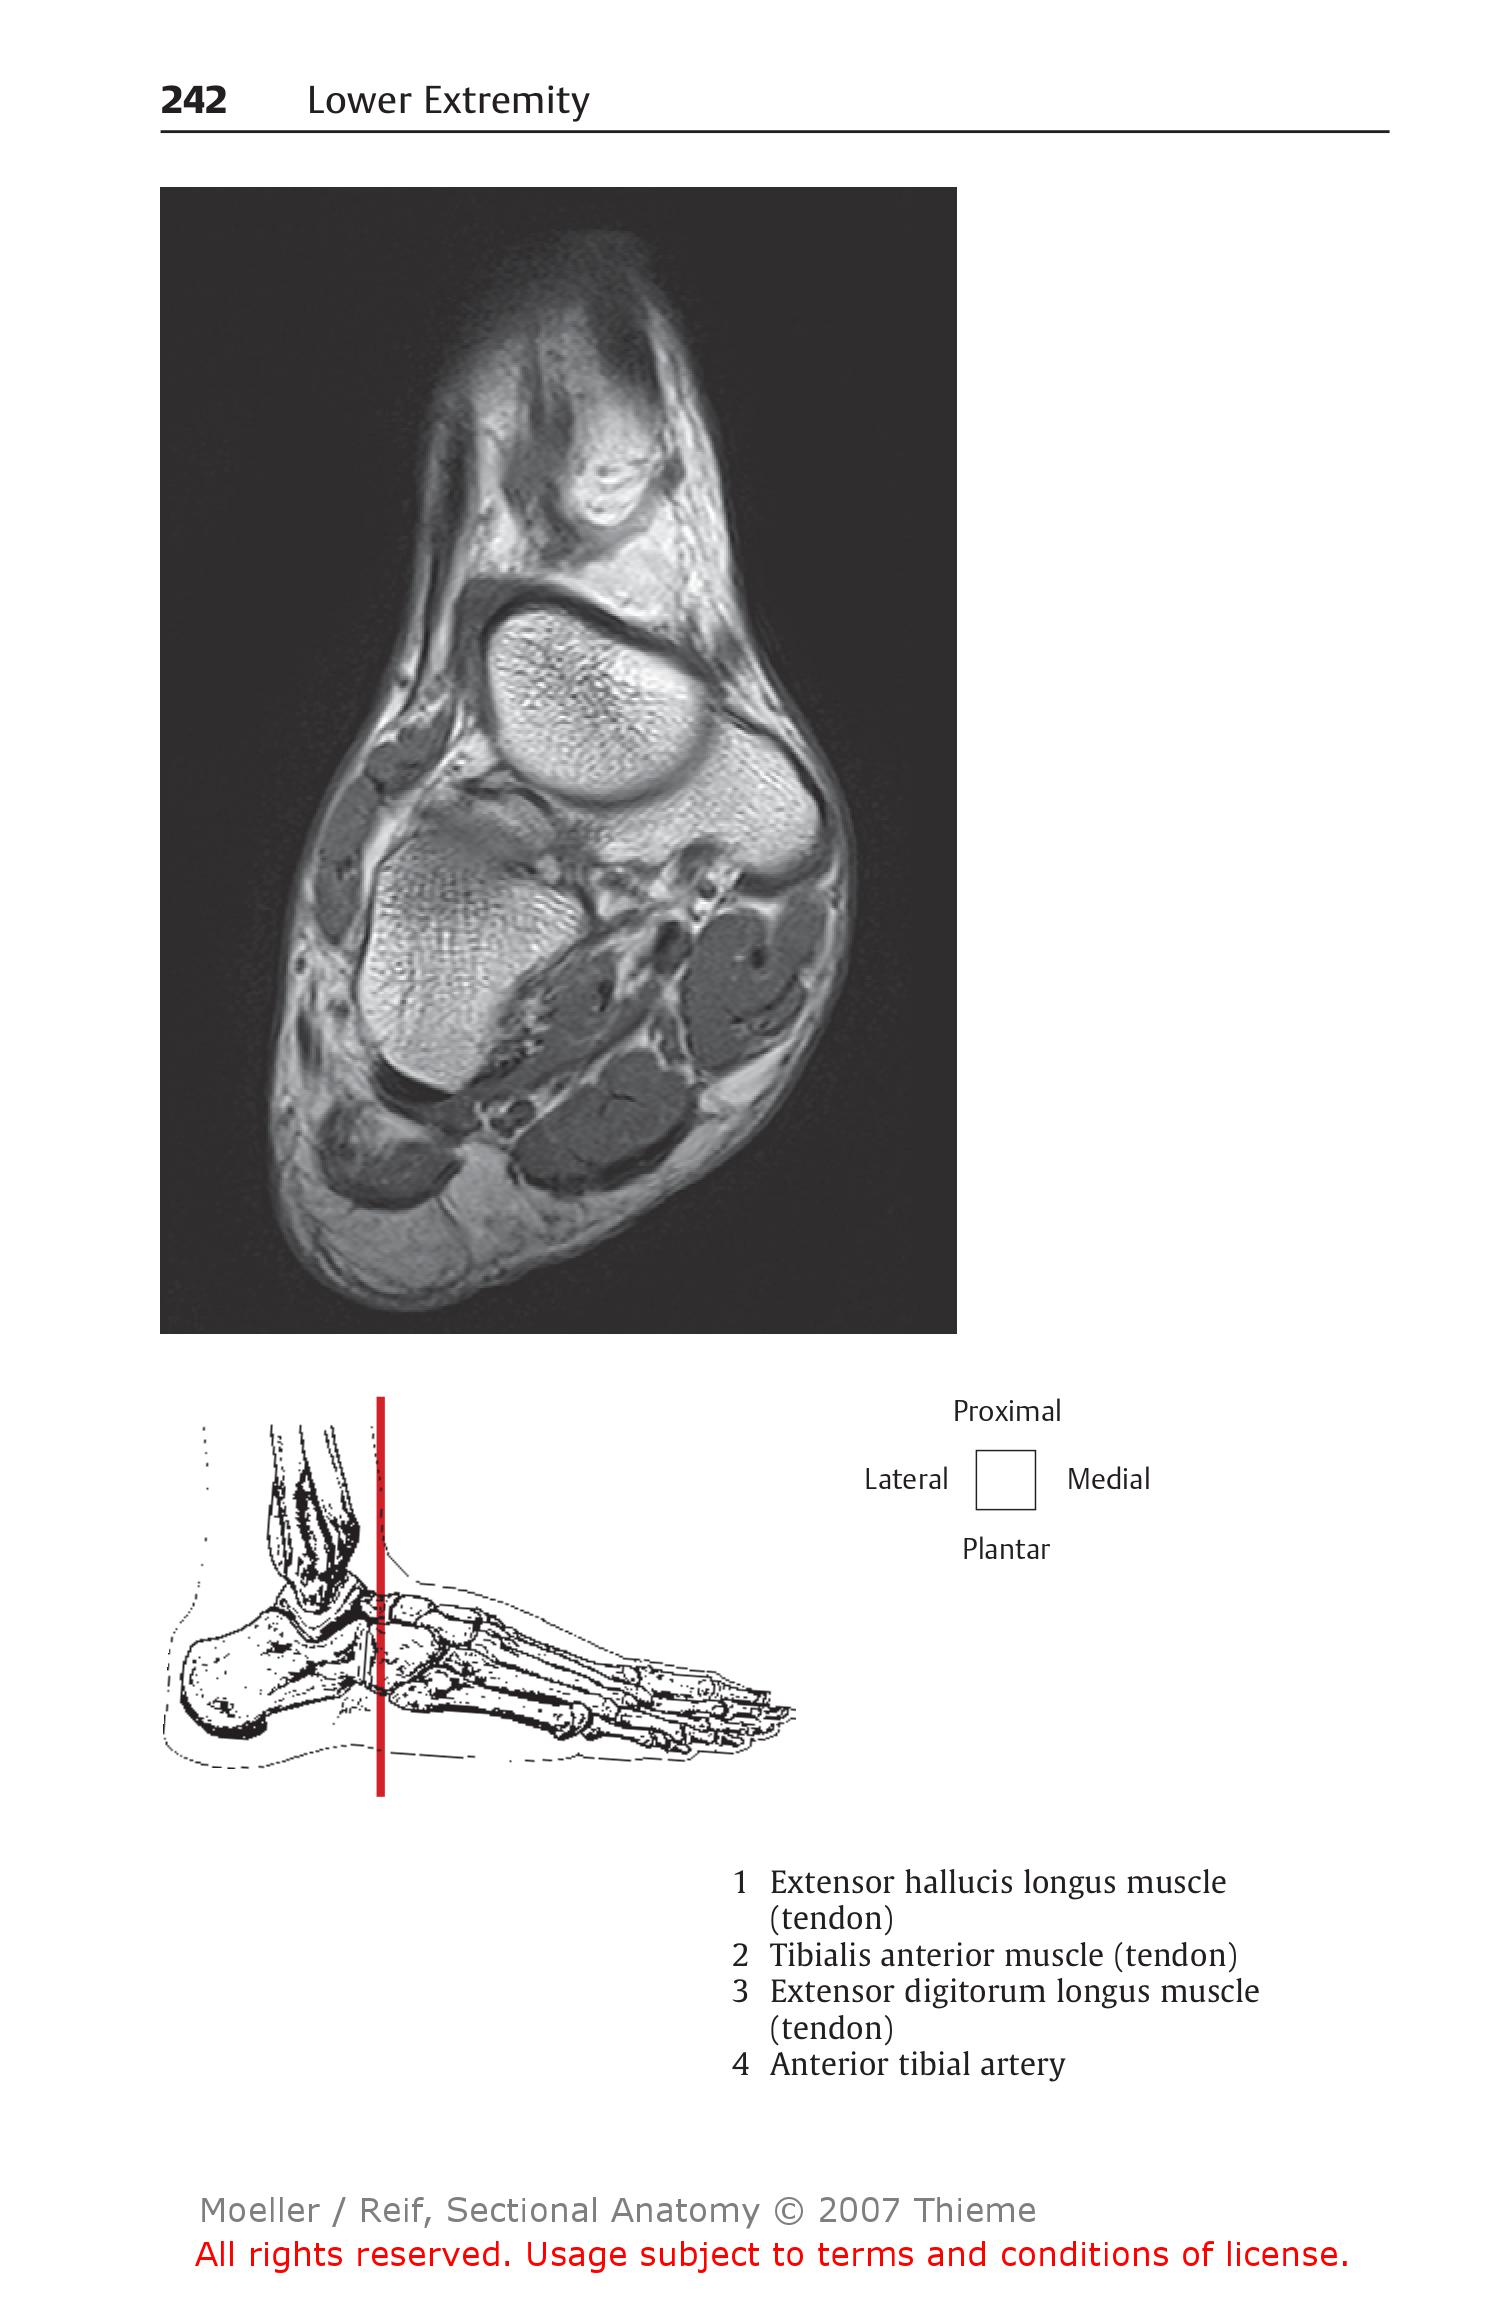 242 Lower Extremity
Proximal
Lateral Medial
Plantar
1 Extensor hallucis longus muscle
(tendon)
2 Tibialis anterior muscle (tendon)
3 Extensor digitorum longus muscle
(tendon)
4 Anterior tibial artery
Moeller / Reif, Sectional Anatomy © 2007 Thieme
All rights reserved. Usage subject to terms and conditions of license.